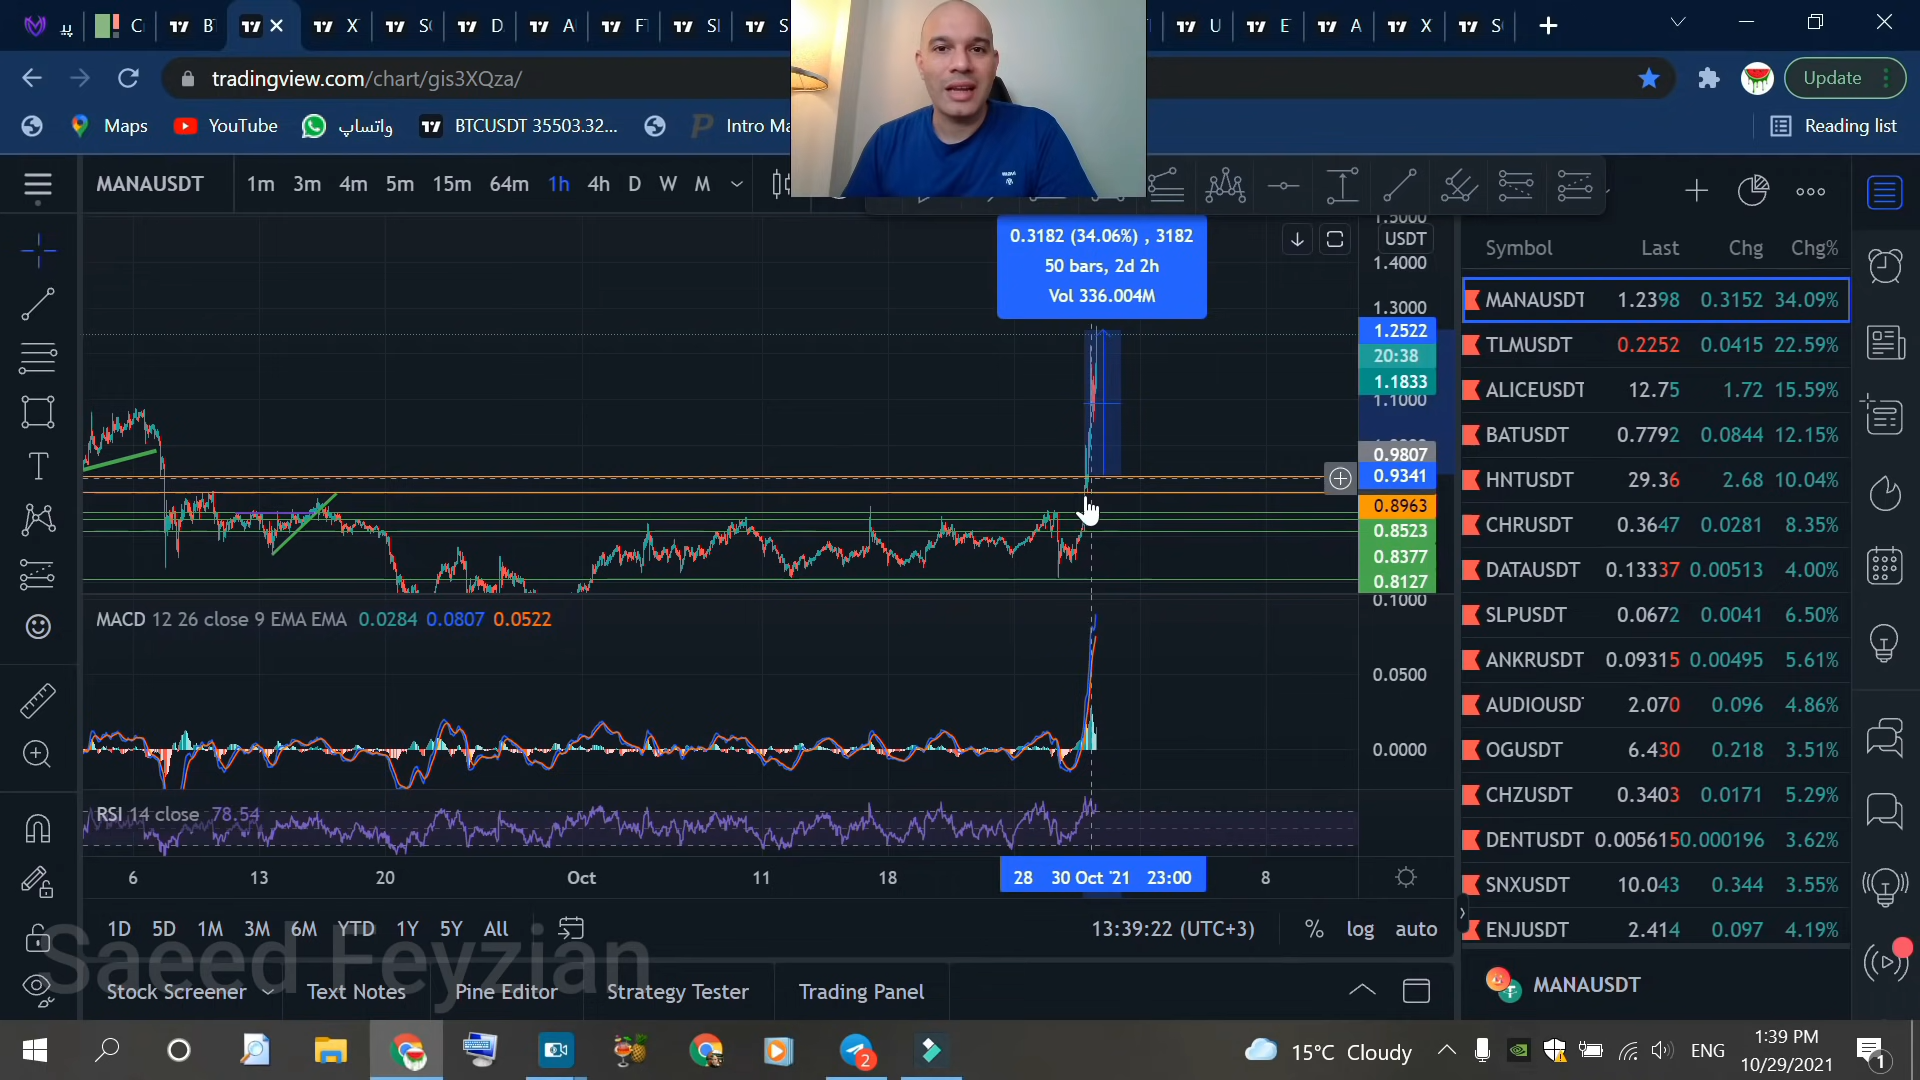 C
B
X
S
D
A
F
S
S
U
E
A
X
S
tradingview.com/chart/gis3XQza/
Update
Maps
YouTube
واتساپ
BTCUSDT 35503.32...
Reading list
MANAUSDT
1m 3m 4m 5m 15m 64m 1h 4h D W M
0.3182 (34.06%) , 3182
50 bars, 2d 2h
Vol 336.004M
USDT
1.5000
1.4000
1.3000
1.2522
20:38
1.1833
1.1000
0.9807
0.9341
0.8963
0.8523
0.8377
0.8127
MACD 12 26 close 9 EMA EMA 0.0284 0.0807 0.0522
0.1000
0.0500
0.0000
RSI 14 close 78.54
6 13 20 Oct 11 18 28 30 Oct '21 23:00 8
1D 5D 1M 3M 6M YTD 1Y 5Y All
13:39:22 (UTC+3) % log auto
Saeed Feyzian
Stock Screener Text Notes Pine Editor Strategy Tester Trading Panel
Symbol Last Chg Chg%
MANAUSDT 1.2398 0.3152 34.09%
TLMUSDT 0.2252 0.0415 22.59%
ALICEUSDT 12.75 1.72 15.59%
BATUSDT 0.7792 0.0844 12.15%
HNTUSDT 29.36 2.68 10.04%
CHRUSDT 0.3647 0.0281 8.35%
DATAUSDT 0.13337 0.00513 4.00%
SLPUSDT 0.0672 0.0041 6.50%
ANKRUSDT 0.09315 0.00495 5.61%
AUDIOUSD 2.070 0.096 4.86%
OGUSDT 6.430 0.218 3.51%
CHZUSDT 0.3403 0.0171 5.29%
DENTUSDT 0.005615 0.000196 3.62%
SNXUSDT 10.043 0.344 3.55%
ENJUSDT 2.414 0.097 4.19%
MANAUSDT
2
15°C Cloudy
ENG
1:39 PM
10/29/2021
1